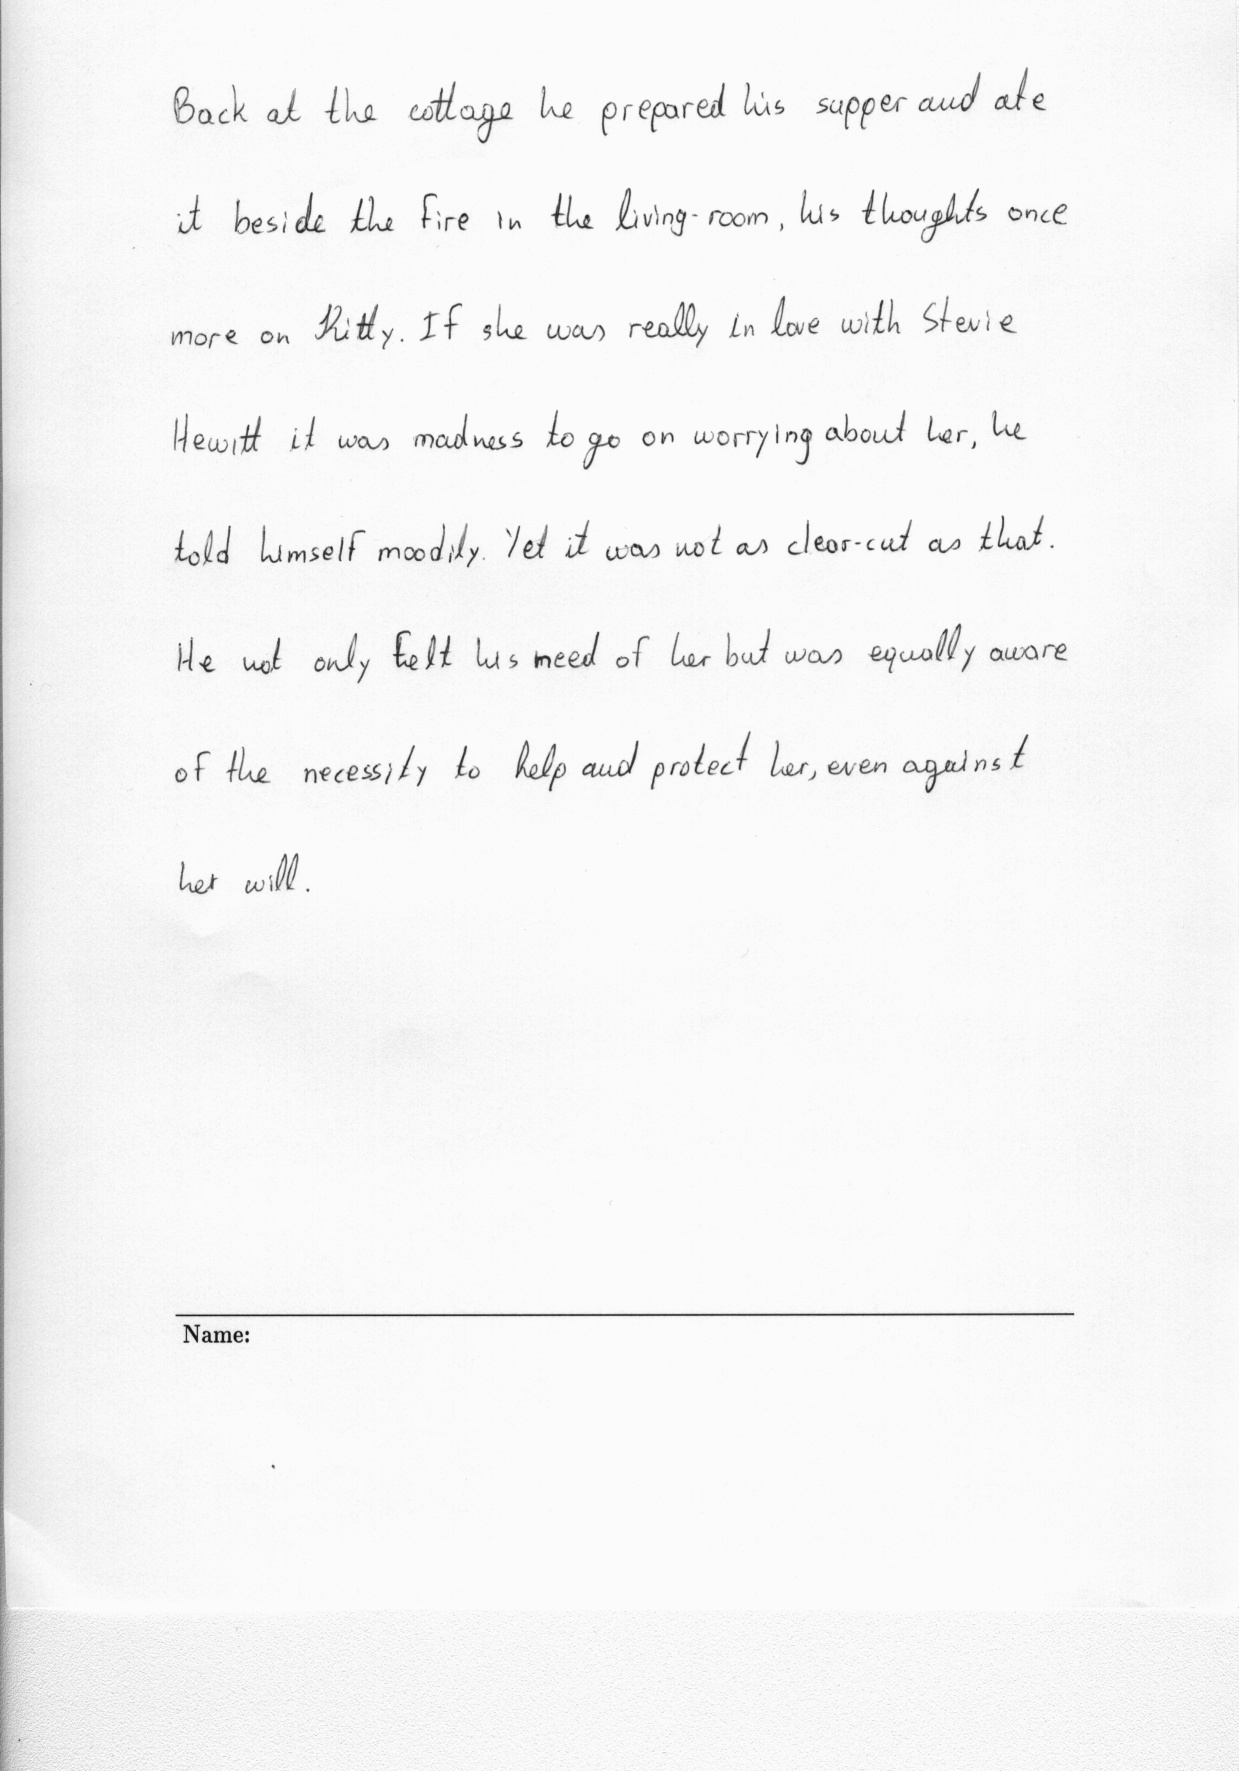 Back at the cottage he prepared his supper and ate
it beside the fire in the living-room, his thoughts once
more on Kitty. If she was really in love with Stevie
Hewitt it was madness to go on worrying about her, he
told himself moodily. Yet it was not as clear-cut as that.
He not only felt his need of her but was equally aware
of the necessity to help and protect her, even against
her will.
Name: